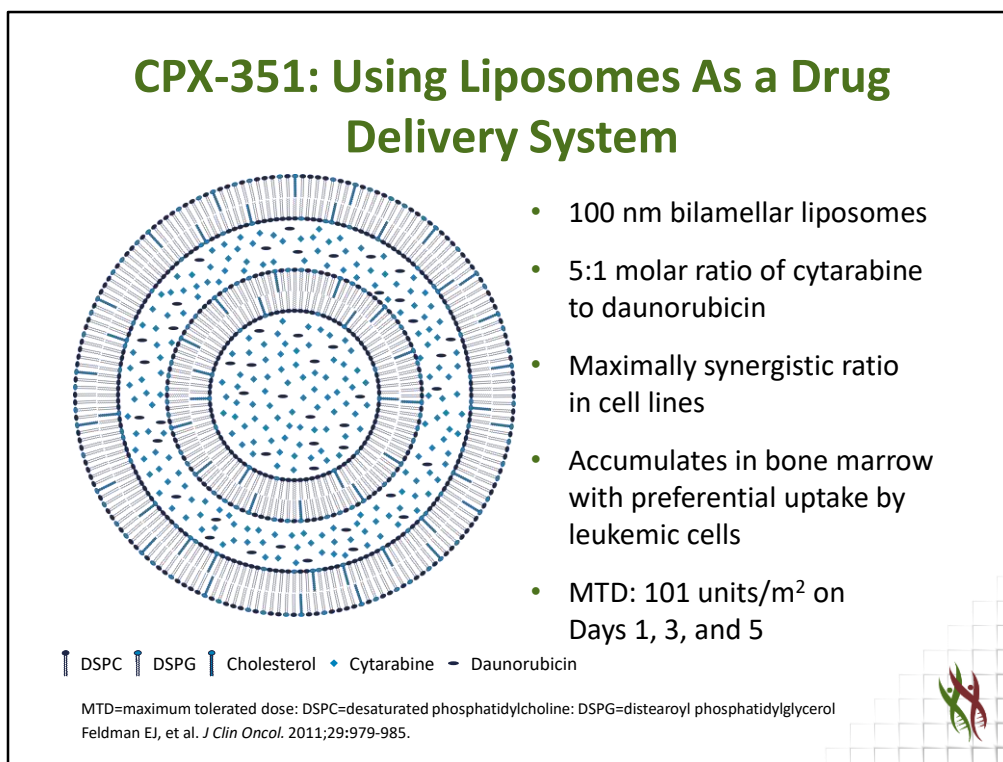 CPX-351: Using Liposomes As a Drug
Delivery System
• 100 nm bilamellar liposomes
• 5:1 molar ratio of cytarabine
to daunorubicin
• Maximally synergistic ratio
in cell lines
• Accumulates in bone marrow
with preferential uptake by
leukemic cells
• MTD: 101 units/m² on
Days 1, 3, and 5
DSPC DSPG Cholesterol Cytarabine Daunorubicin
MTD=maximum tolerated dose: DSPC=desaturated phosphatidylcholine: DSPG=distearoyl phosphatidylglycerol
Feldman EJ, et al. J Clin Oncol. 2011;29:979-985.